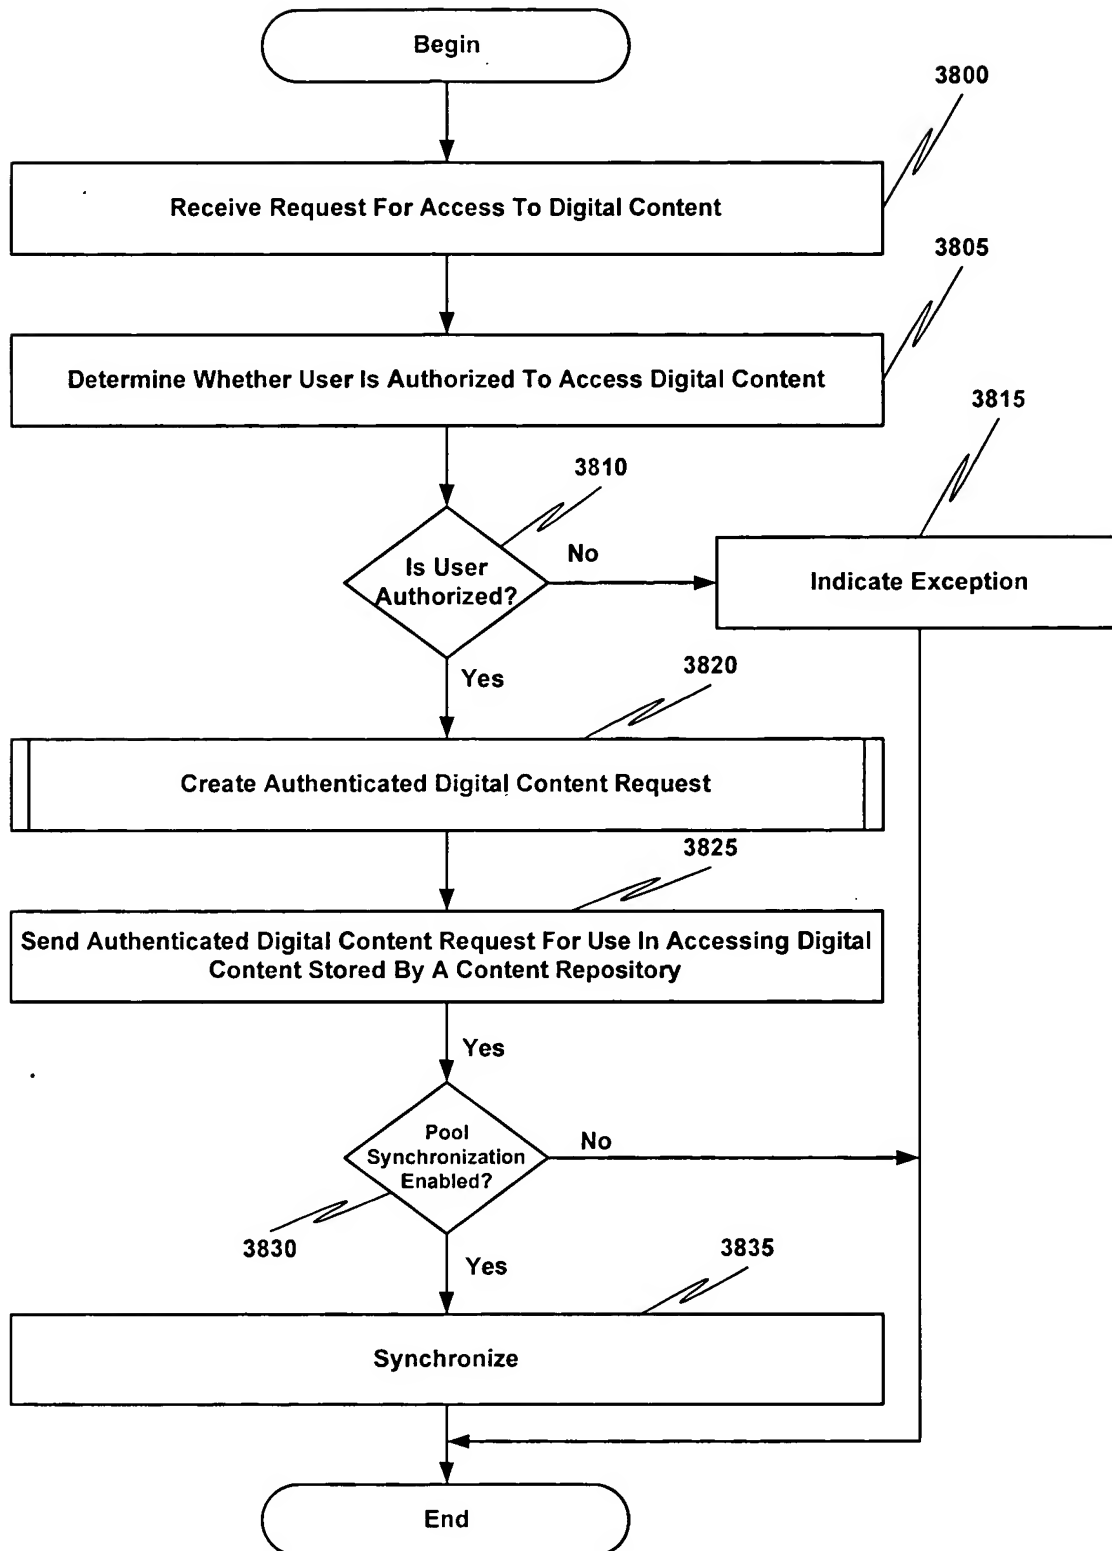 Begin
3800
Receive Request For Access To Digital Content
3805
Determine Whether User Is Authorized To Access Digital Content
3815
3810
Is User
Authorized?
No
Indicate Exception
Yes
3820
Create Authenticated Digital Content Request
3825
Send Authenticated Digital Content Request For Use In Accessing Digital
Content Stored By A Content Repository
Yes
Pool
Synchronization
Enabled?
No
3830
Yes
3835
Synchronize
End